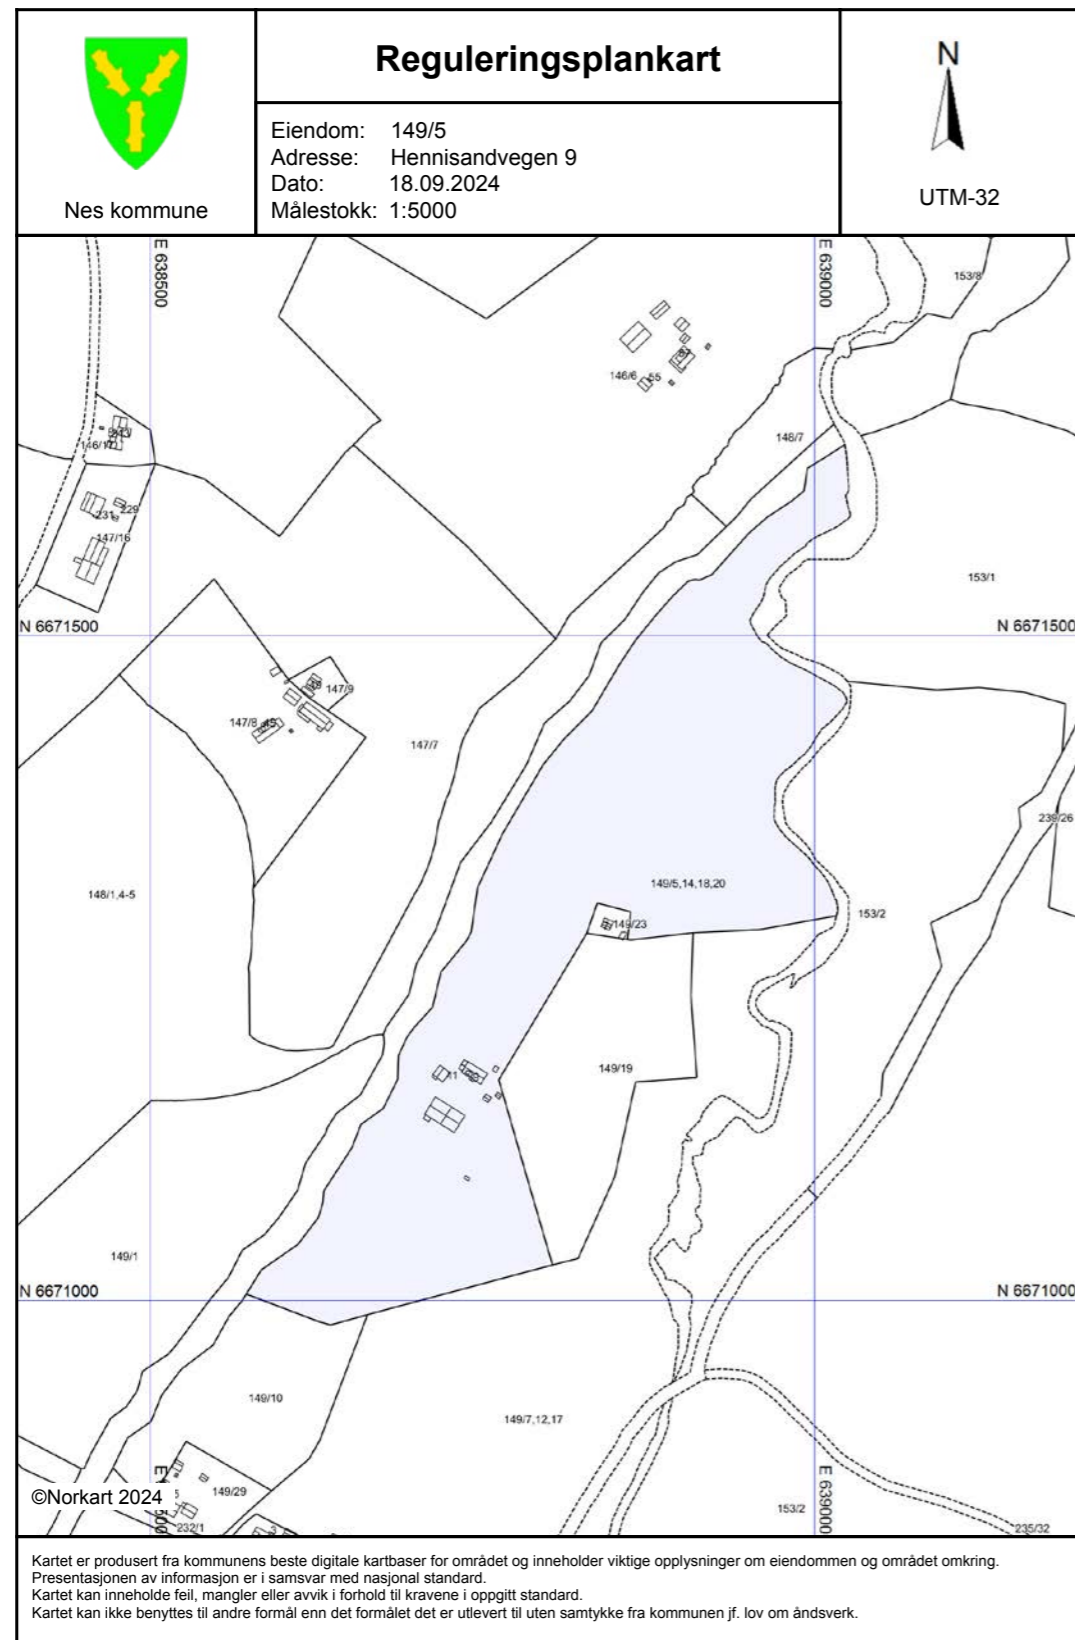 Reguleringsplankart
N
Eiendom: 149/5
Adresse: Hennisandvegen 9
Dato: 18.09.2024
Målestokk: 1:5000
Nes kommune
UTM-32
E 638500
E 639000
153/8
146/6
55
148/7
146/17
231
229
147/16
153/1
N 6671500
N 6671500
147/9
147/8
45
147/7
239/26
148/1,4-5
149/5,14,18,20
153/2
149/23
149/19
11
149/1
N 6671000
N 6671000
149/10
149/7,12,17
149/29
©Norkart 2024
5
153/2
E 639000
232/1
3
235/32
Kartet er produsert fra kommunens beste digitale kartbaser for området og inneholder viktige opplysninger om eiendommen og området omkring.
Presentasjonen av informasjon er i samsvar med nasjonal standard.
Kartet kan inneholde feil, mangler eller avvik i forhold til kravene i oppgitt standard.
Kartet kan ikke benyttes til andre formål enn det formålet det er utlevert til uten samtykke fra kommunen jf. lov om åndsverk.